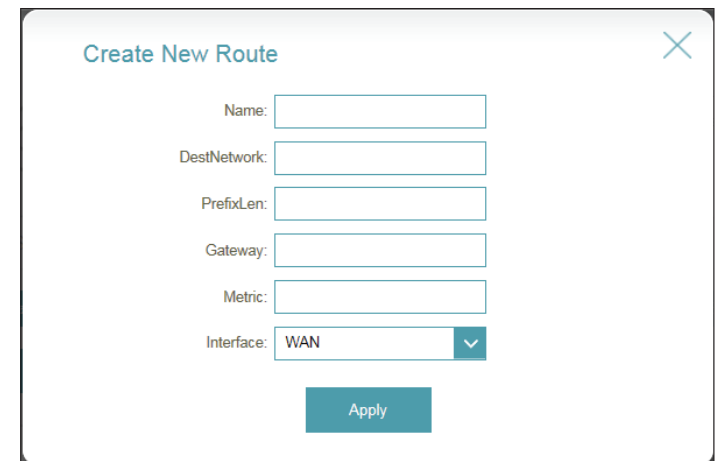 Create New Route
Name:
DestNetwork:
PrefixLen:
Gateway:
Metric:
Interface: WAN
Apply